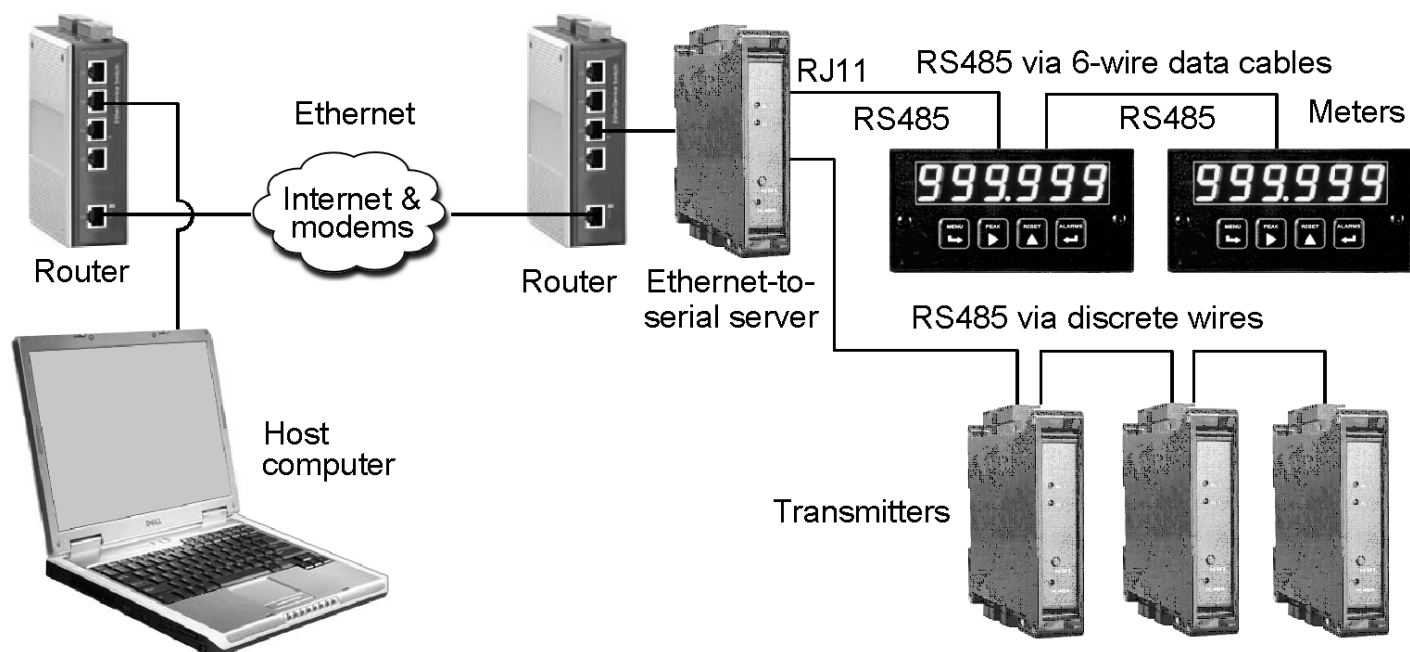 RJ11
RS485 via 6-wire data cables
Ethernet
RS485
RS485
Meters
Internet &
modems
999.999
999.999
MENU
PEAK
RESET
ALARMS
MENU
PEAK
RESET
ALARMS
Router
Router
Ethernet-to-
serial server
RS485 via discrete wires
Host
computer
Transmitters
DELL